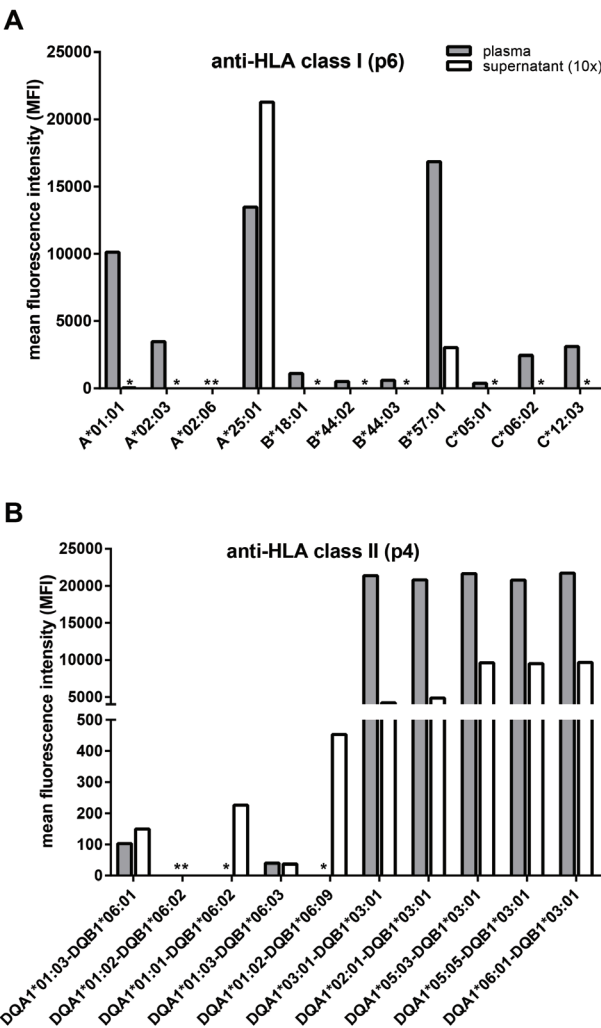 A
anti-HLA class I (p6)
plasma
supernatant (10x)
mean fluorescence intensity (MFI)
25000
20000
15000
10000
5000
0
*
*
**
*
*
*
*
*
*
A*01:01
A*02:03
A*02:06
A*25:01
B*18:01
B*44:02
B*44:03
B*57:01
C*05:01
C*06:02
C*12:03
B
anti-HLA class II (p4)
mean fluorescence intensity (MFI)
25000
20000
15000
10000
5000
500
400
300
200
100
0
**
*
*
DQA1*01:03-DQB1*06:01
DQA1*01:02-DQB1*06:02
DQA1*01:01-DQB1*06:02
DQA1*01:03-DQB1*06:03
DQA1*01:02-DQB1*06:09
DQA1*03:01-DQB1*03:01
DQA1*02:01-DQB1*03:01
DQA1*05:03-DQB1*03:01
DQA1*05:05-DQB1*03:01
DQA1*06:01-DQB1*03:01